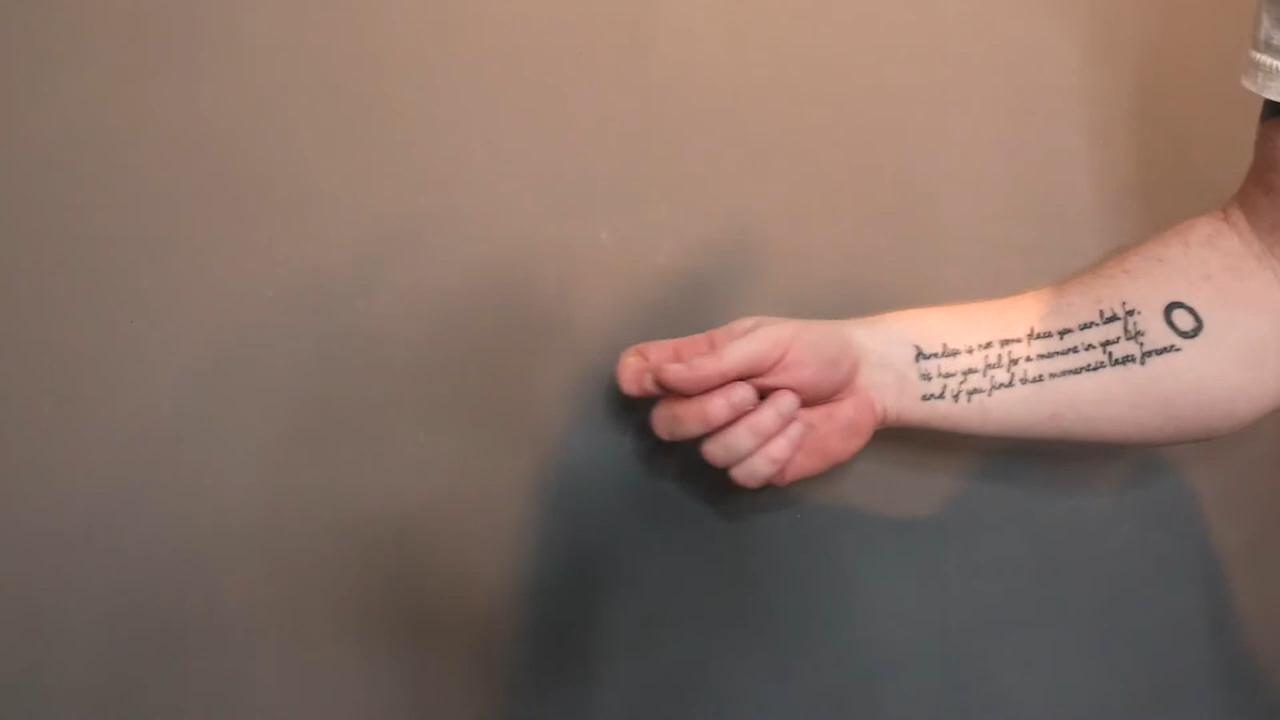 Paradise is not some place you can look for.
it's how you feel for a moment in your life
and if you find that moment it lasts forever...